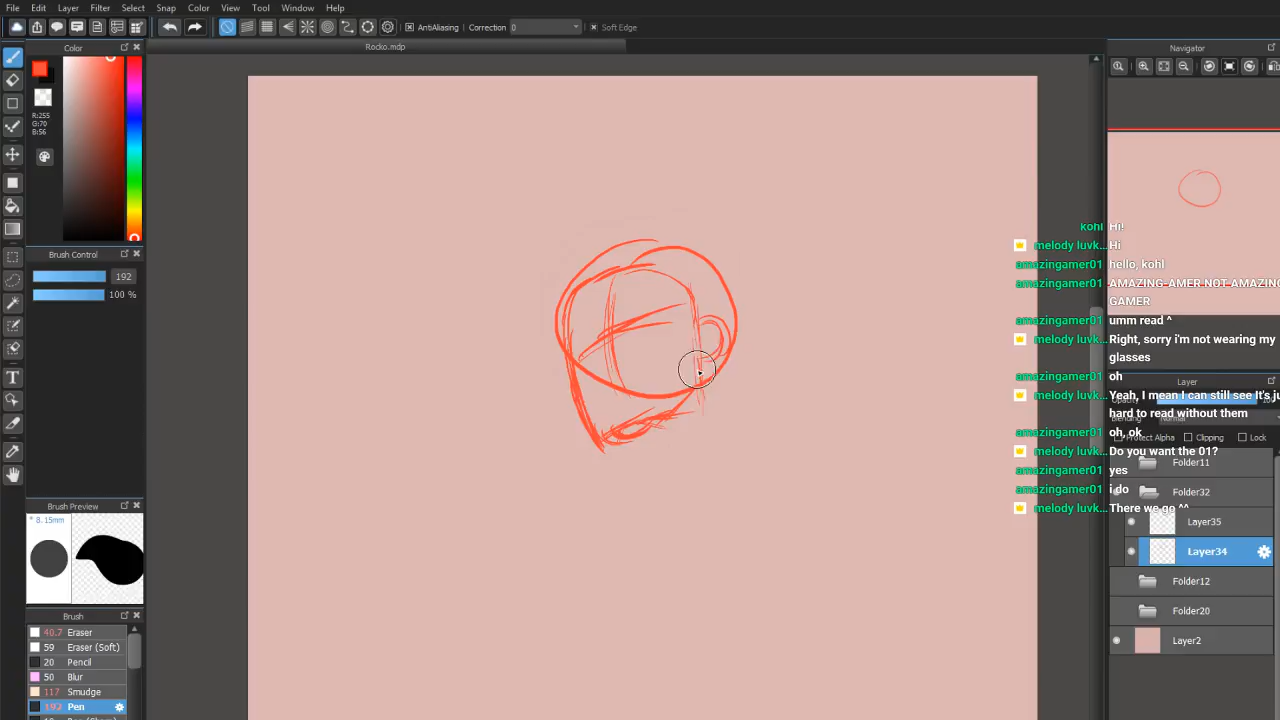 File Edit Layer Filter Select Snap Color View Tool Window Help
AntiAliasing Correction 0 Soft Edge
Color
Rocko.mdp
Navigator
R:255
G:70
B:56
Brush Control
192
100 %
kohl Hi!
melody luvk... Hi
amazingamer01 hello, kohl
amazingamer01 AMAZING-AMER NOT AMAZING
GAMER
amazingamer01 umm read ^
melody luvk... Right, sorry i'm not wearing my
glasses
amazingamer01 oh
melody luvk... Yeah, I mean I can still see It's ju
hard to read without them
amazingamer01 oh, ok
melody luvk... Do you want the 01?
amazingamer01 yes
amazingamer01 i do
melody luvk... There we go ^^
Layer
Opacity
Blending Normal
Protect Alpha Clipping Lock
Folder11
Folder32
Layer35
Layer34
Folder12
Folder20
Layer2
Brush Preview
* 8.15mm
Brush
40.7 Eraser
59 Eraser (Soft)
20 Pencil
50 Blur
117 Smudge
192 Pen